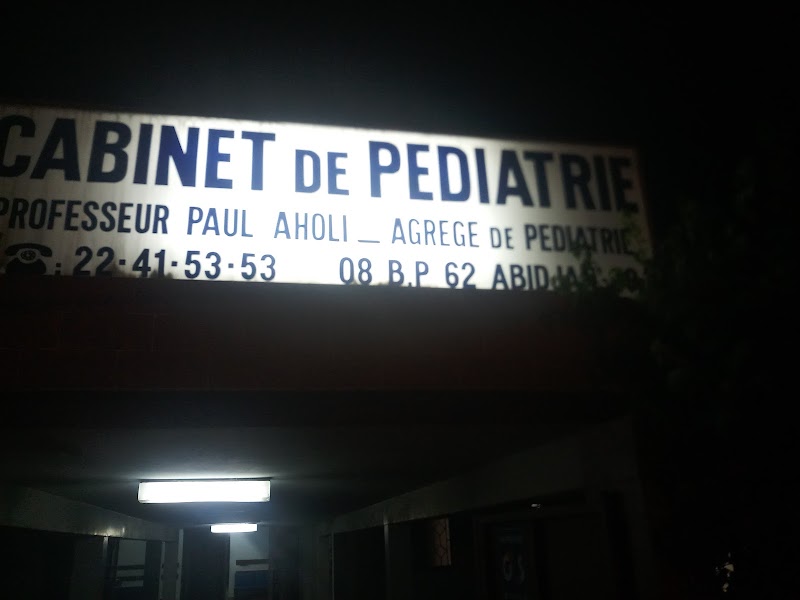 CABINET DE PEDIATRIE
PROFESSEUR PAUL AHOLI _ AGREGE DE PEDIATRIE
: 22·41·53·53 08 B.P 62 ABIDJAN